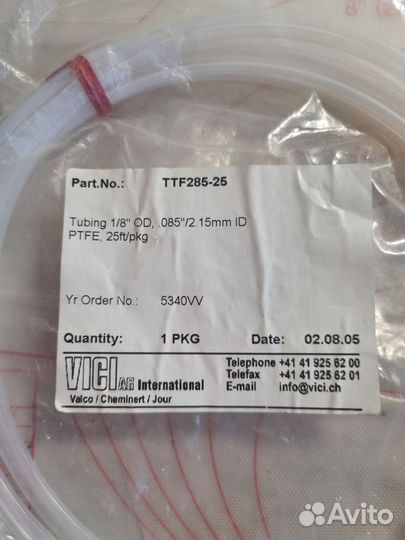 Part.No.: TTF285-25
Tubing 1/8" OD, .085"/2.15mm ID
PTFE, 25ft/pkg
Yr Order No.: 5340VV
Quantity: 1 PKG Date: 02.08.05
VICI AG International
Valco / Cheminert / Jour
Telephone +41 41 925 62 00
Telefax +41 41 925 62 01
E-mail info@vici.ch
Avito